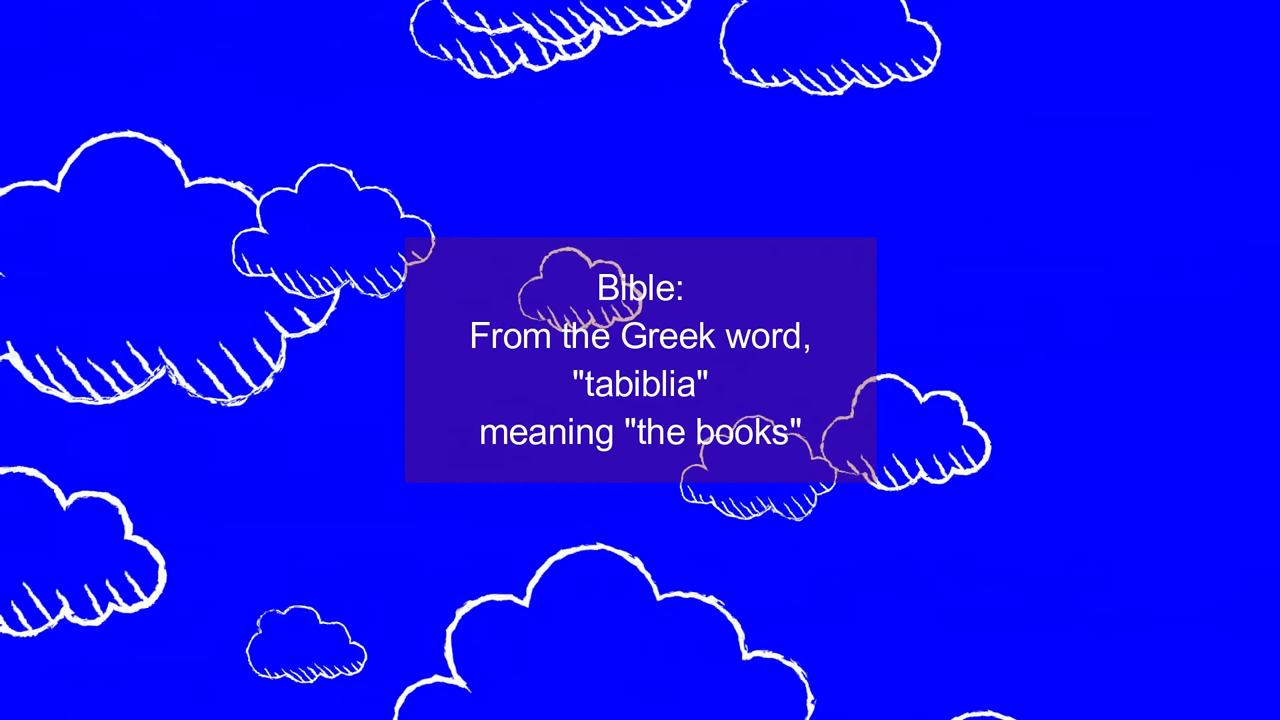 Bible:
From the Greek word,
"tabiblia"
meaning "the books"